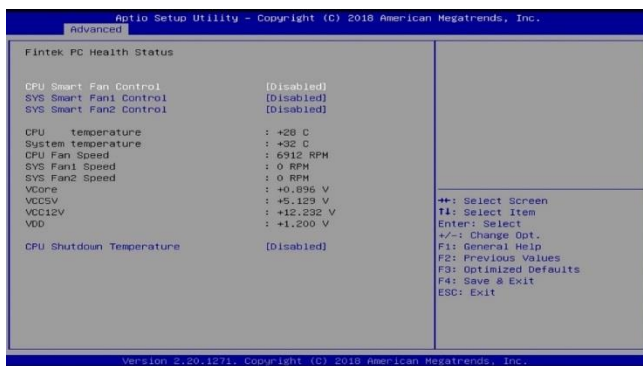 Aptio Setup Utility - Copyright (C) 2018 American Megatrends, Inc.
Advanced
Fintek PC Health Status
CPU Smart Fan Control [Disabled]
SYS Smart Fan1 Control [Disabled]
SYS Smart Fan2 Control [Disabled]
CPU temperature : +28 C
System temperature : +32 C
CPU Fan Speed : 6912 RPM
SYS Fan1 Speed : 0 RPM
SYS Fan2 Speed : 0 RPM
VCore : +0.896 V
VCC5V : +5.129 V
VCC12V : +12.232 V
VDD : +1.200 V
CPU Shutdown Temperature [Disabled]
→←: Select Screen
↑↓: Select Item
Enter: Select
+/-: Change Opt.
F1: General Help
F2: Previous Values
F3: Optimized Defaults
F4: Save & Exit
ESC: Exit
Version 2.20.1271. Copyright (C) 2018 American Megatrends, Inc.